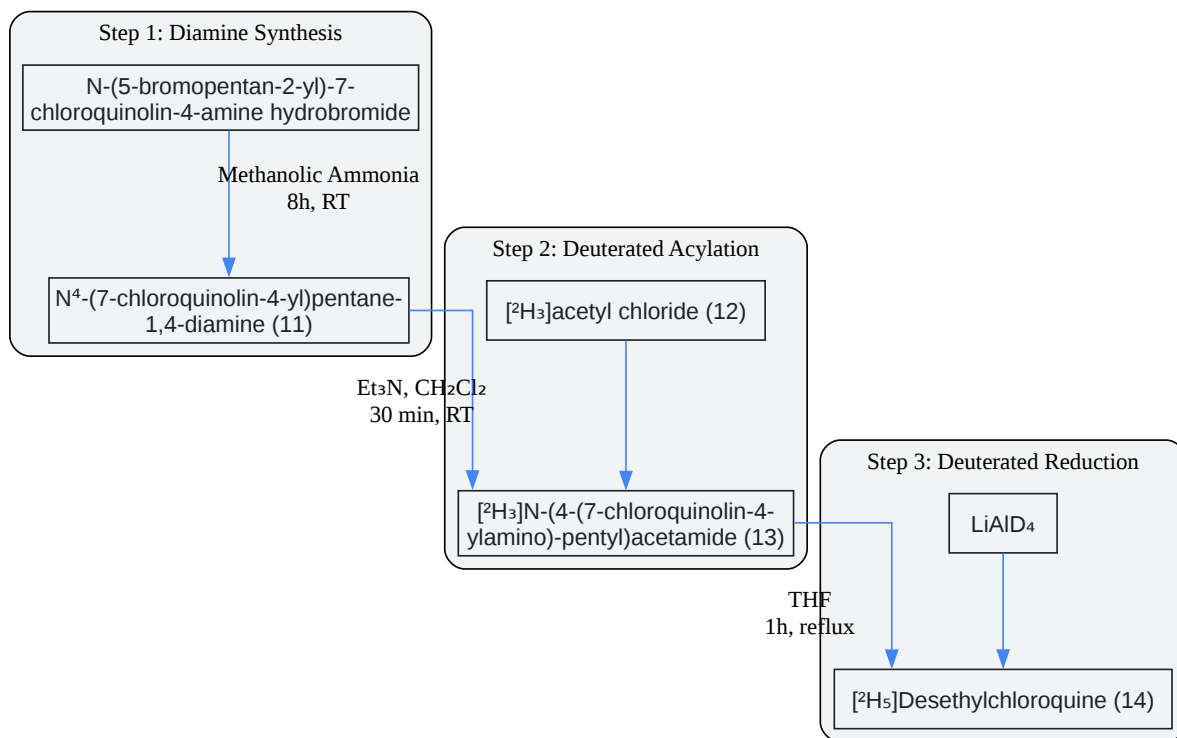 Step 1: Diamine Synthesis
N-(5-bromopentan-2-yl)-7-
chloroquinolin-4-amine hydrobromide
Methanolic Ammonia
8h, RT
N⁴-(7-chloroquinolin-4-yl)pentane-
1,4-diamine (11)
Step 2: Deuterated Acylation
[²H₃]acetyl chloride (12)
Et₃N, CH₂Cl₂
30 min, RT
[²H₃]N-(4-(7-chloroquinolin-4-
ylamino)-pentyl)acetamide (13)
Step 3: Deuterated Reduction
LiAlD₄
THF
1h, reflux
[²H₅]Desethylchloroquine (14)